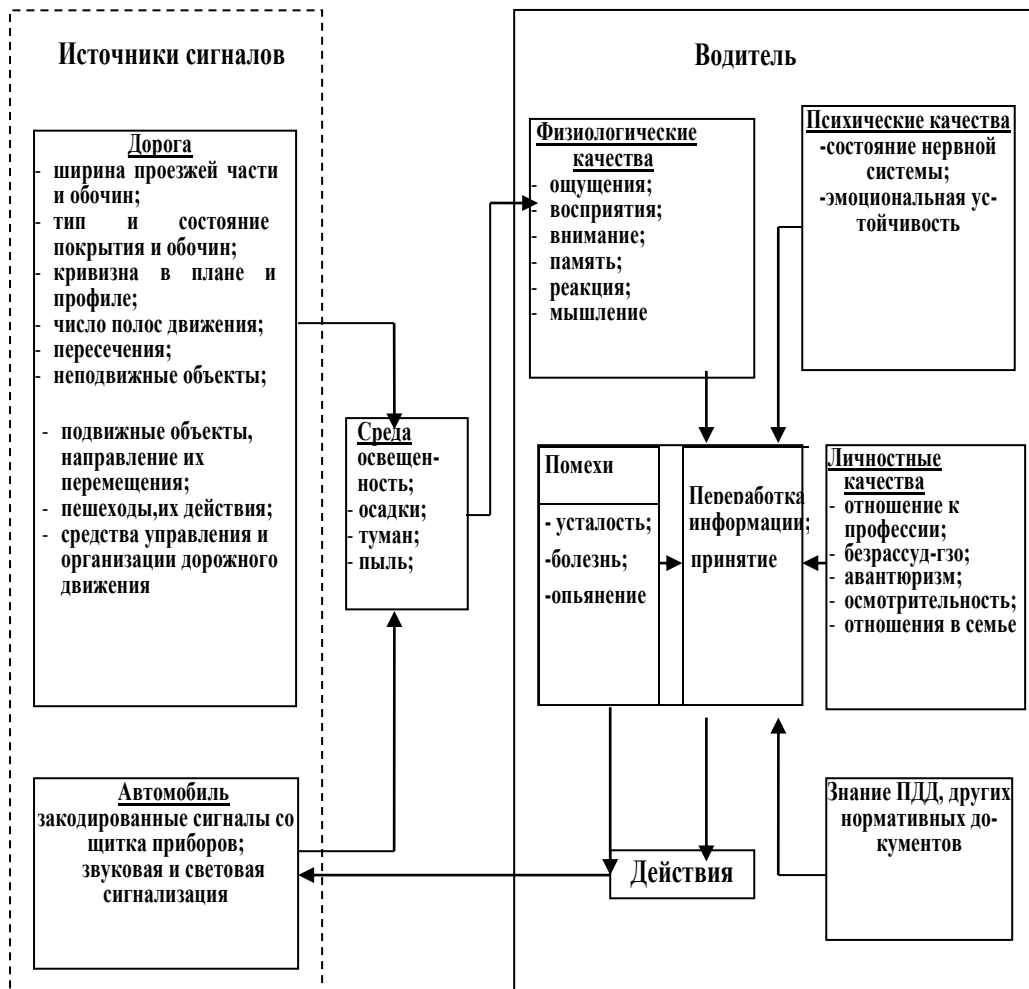 Источники сигналов
Дорога
- ширина проезжей части
и обочин;
- тип и состояние
покрытия и обочин;
- кривизна в плане и
профиле;
- число полос движения;
- пересечения;
- неподвижные объекты;
- подвижные объекты,
направление их
перемещения;
- пешеходы,их действия;
- средства управления и
организации дорожного
движения
Автомобиль
закодированные сигналы со
щитка приборов;
звуковая и световая
сигнализация
Среда
освещен-
ность;
- осадки;
- туман;
- пыль;
Водитель
Физиологические
качества
- ощущения;
- восприятия;
- внимание;
- память;
- реакция;
- мышление
Психические качества
-состояние нервной
системы;
-эмоциональная ус-
тойчивость
Помехи
- усталость;
-болезнь;
-опьянение
Переработка
информации;
принятие
Личностные
качества
- отношение к
профессии;
- безрассуд-гзо
- авантюризм;
- осмотрительность;
- отношения в семье
Знание ПДД, других
нормативных до-
кументов
Действия